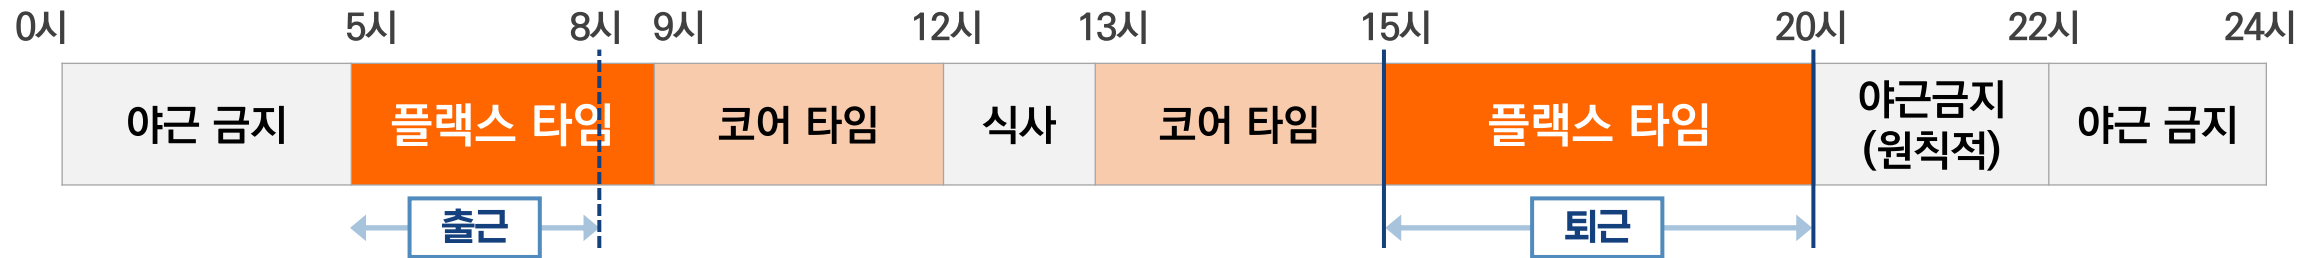 0시 5시 8시 9시 12시 13시 15시 20시 22시 24시
야근 금지 플랙스 타임 코어 타임 식사 코어 타임 플랙스 타임 야근금지 야근 금지
(원칙적)
출근 퇴근